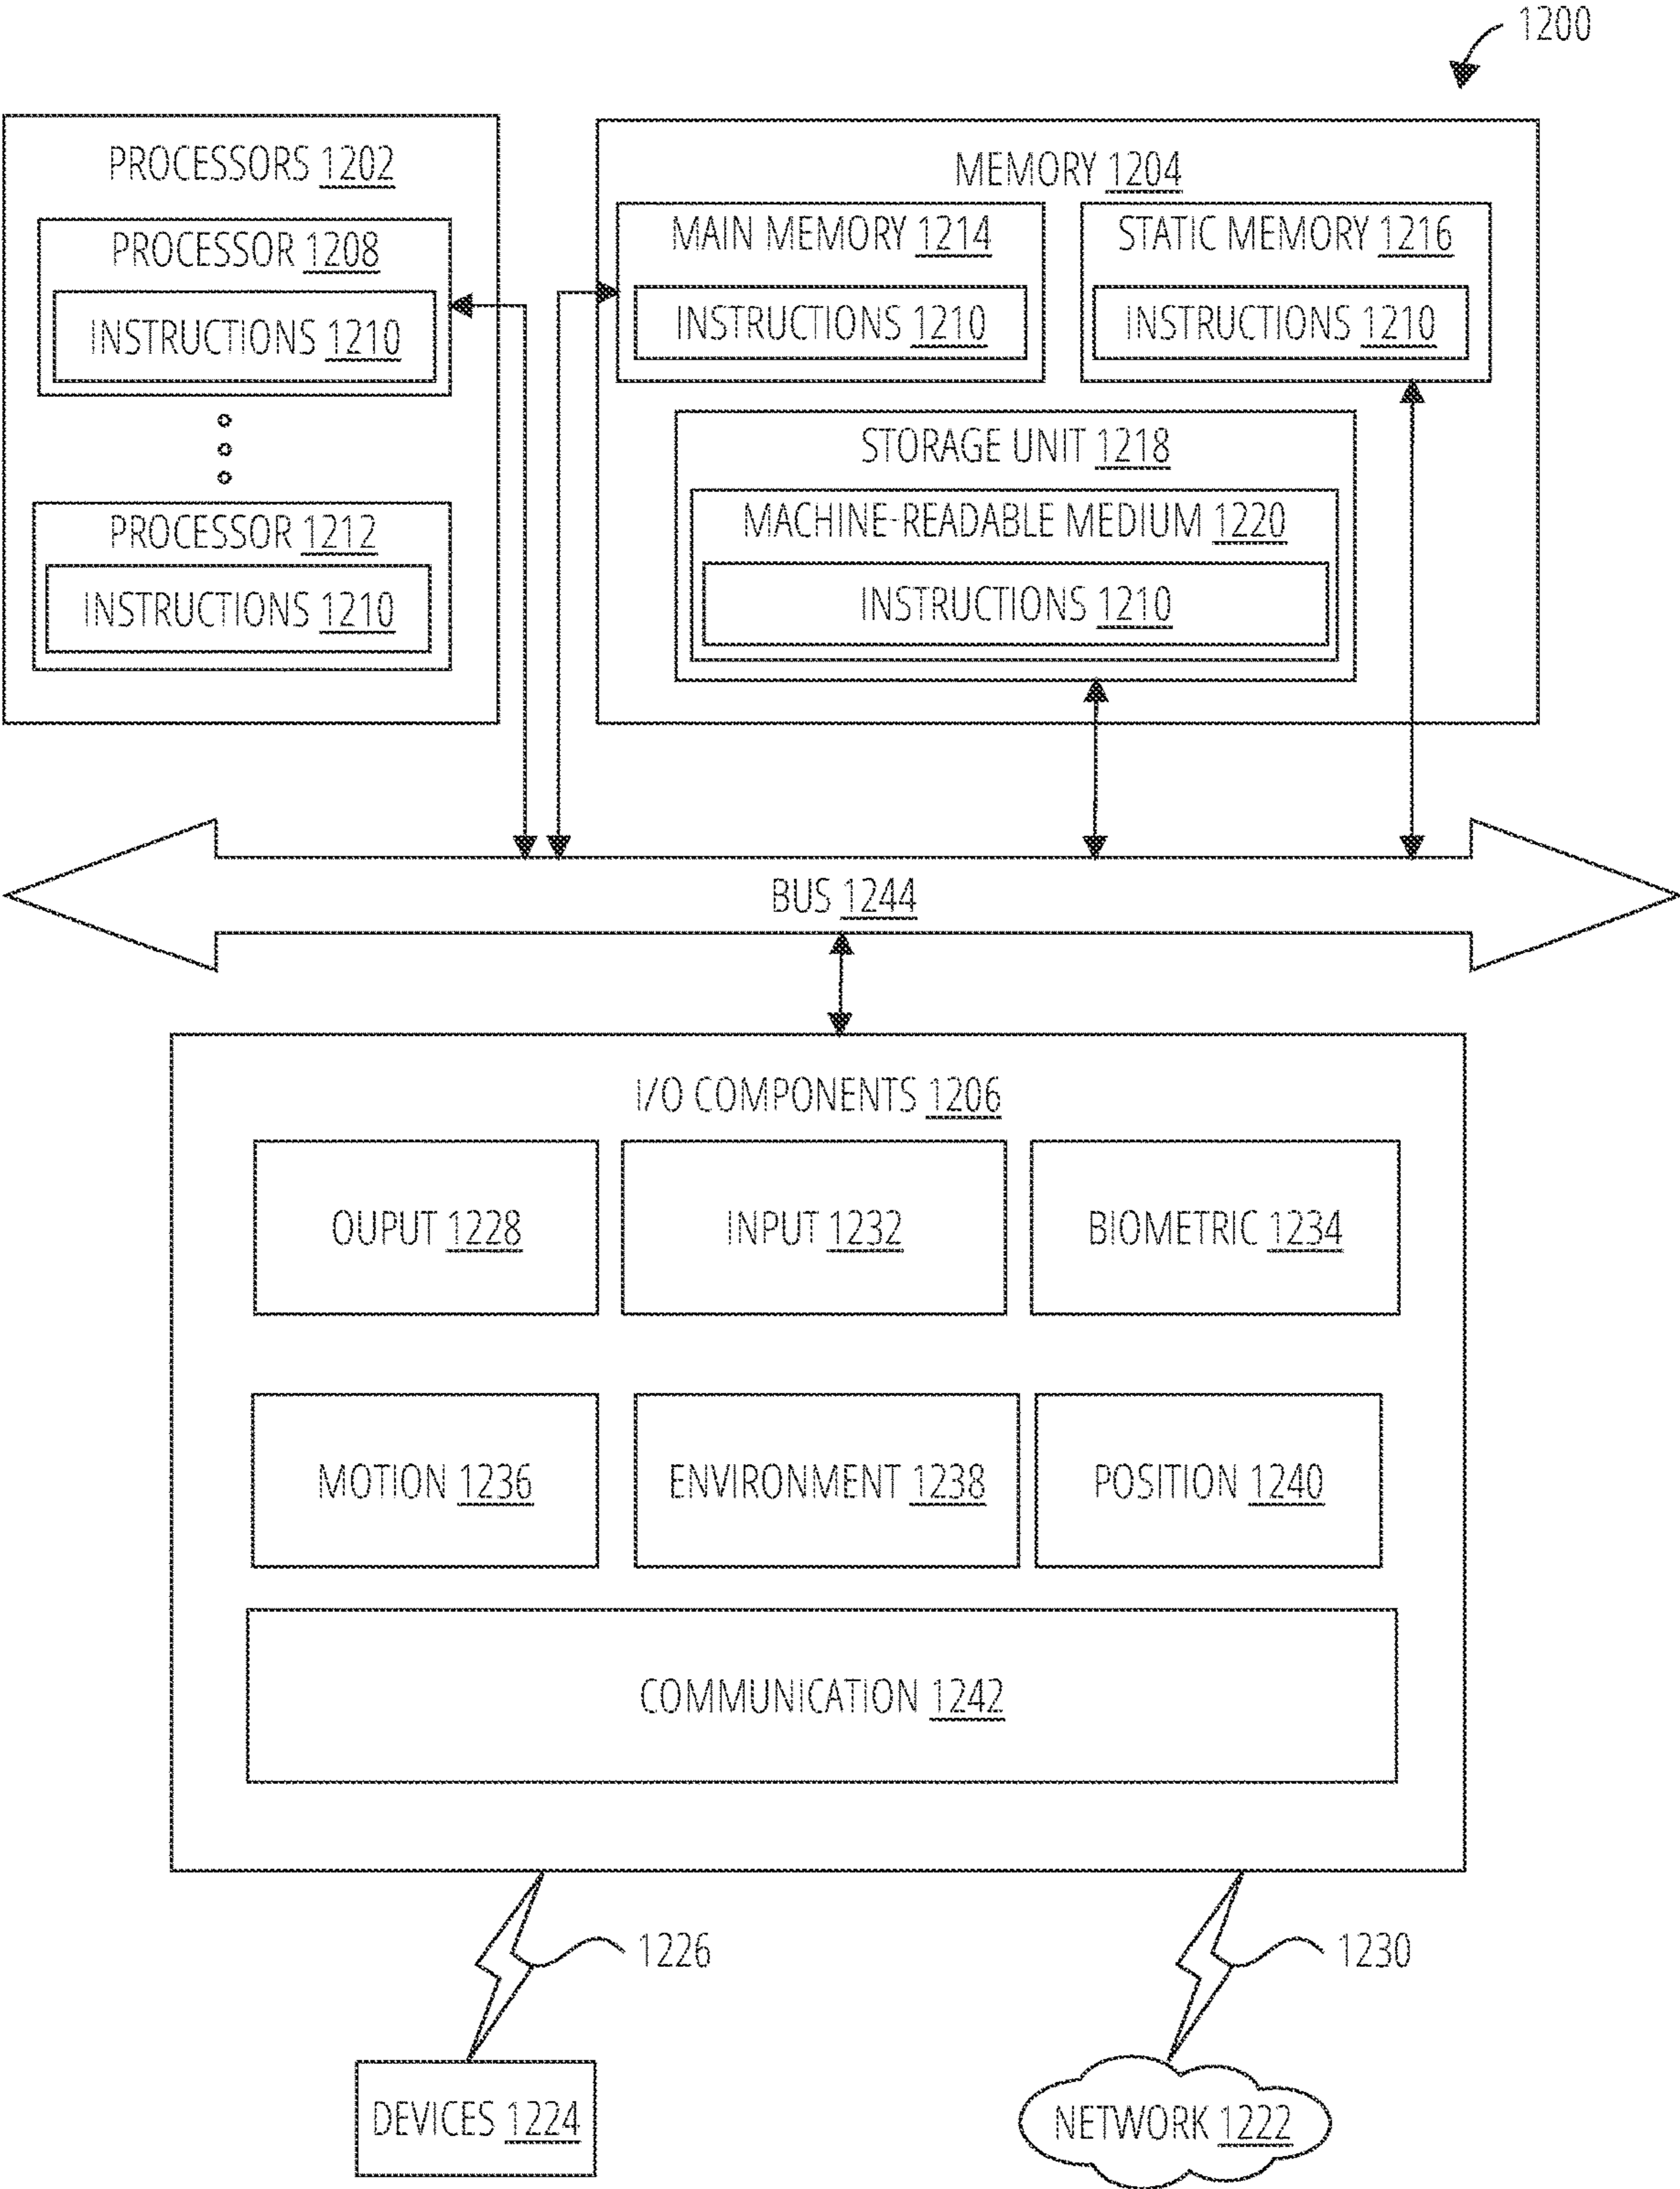 1200
PROCESSORS 1202
PROCESSOR 1208
INSTRUCTIONS 1210
PROCESSOR 1212
INSTRUCTIONS 1210
MEMORY 1204
MAIN MEMORY 1214
INSTRUCTIONS 1210
STATIC MEMORY 1216
INSTRUCTIONS 1210
STORAGE UNIT 1218
MACHINE-READABLE MEDIUM 1220
INSTRUCTIONS 1210
BUS 1244
I/O COMPONENTS 1206
OUPUT 1228
INPUT 1232
BIOMETRIC 1234
MOTION 1236
ENVIRONMENT 1238
POSITION 1240
COMMUNICATION 1242
1226
1230
DEVICES 1224
NETWORK 1222